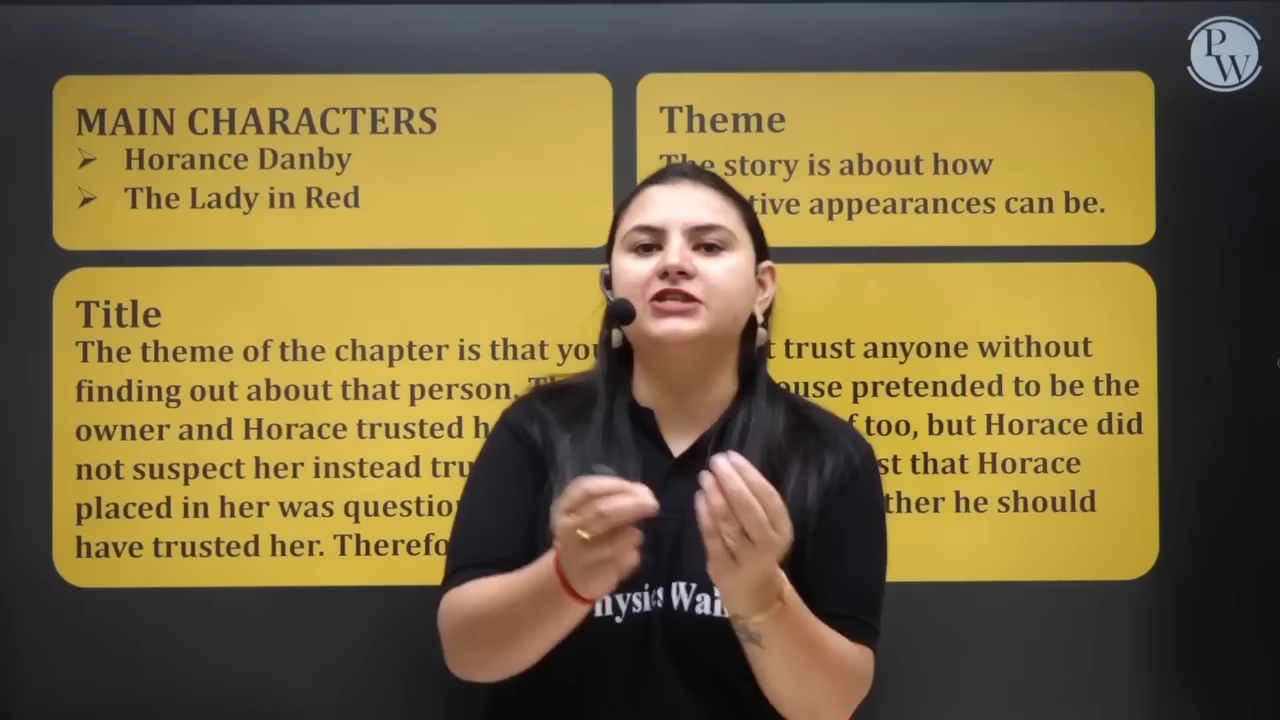 PW
MAIN CHARACTERS
➢ Horance Danby
➢ The Lady in Red
Theme
The story is about how
tive appearances can be.
Title
The theme of the chapter is that you t trust anyone without
finding out about that person. ouse pretended to be the
owner and Horace trusted h f too, but Horace did
not suspect her instead tru st that Horace
placed in her was questio ther he should
have trusted her. Therefo
hysics Wal